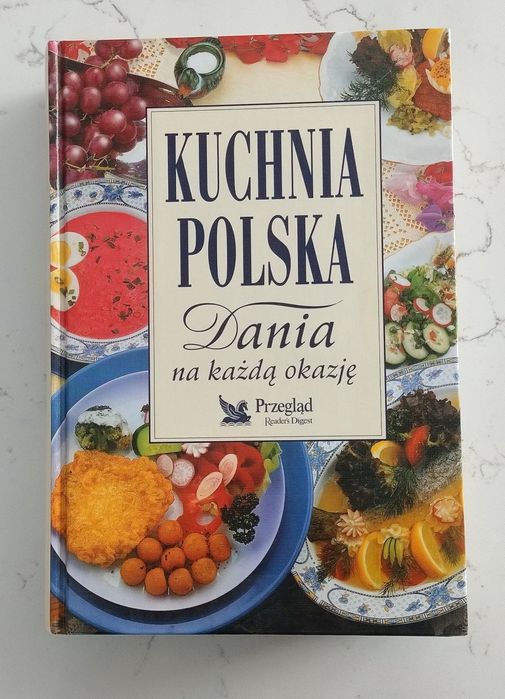 KUCHNIA
POLSKA
Dania
na każdą okazję
Przegląd
Reader's Digest